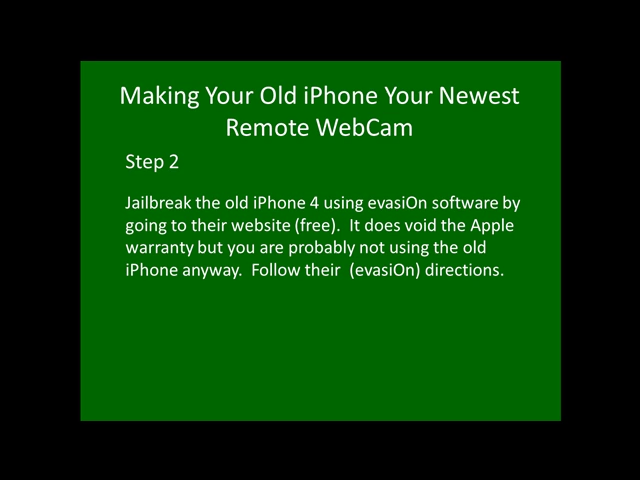 Making Your Old iPhone Your Newest
Remote WebCam
Step 2
Jailbreak the old iPhone 4 using evasiOn software by
going to their website (free).  It does void the Apple
warranty but you are probably not using the old
iPhone anyway.  Follow their  (evasiOn) directions.